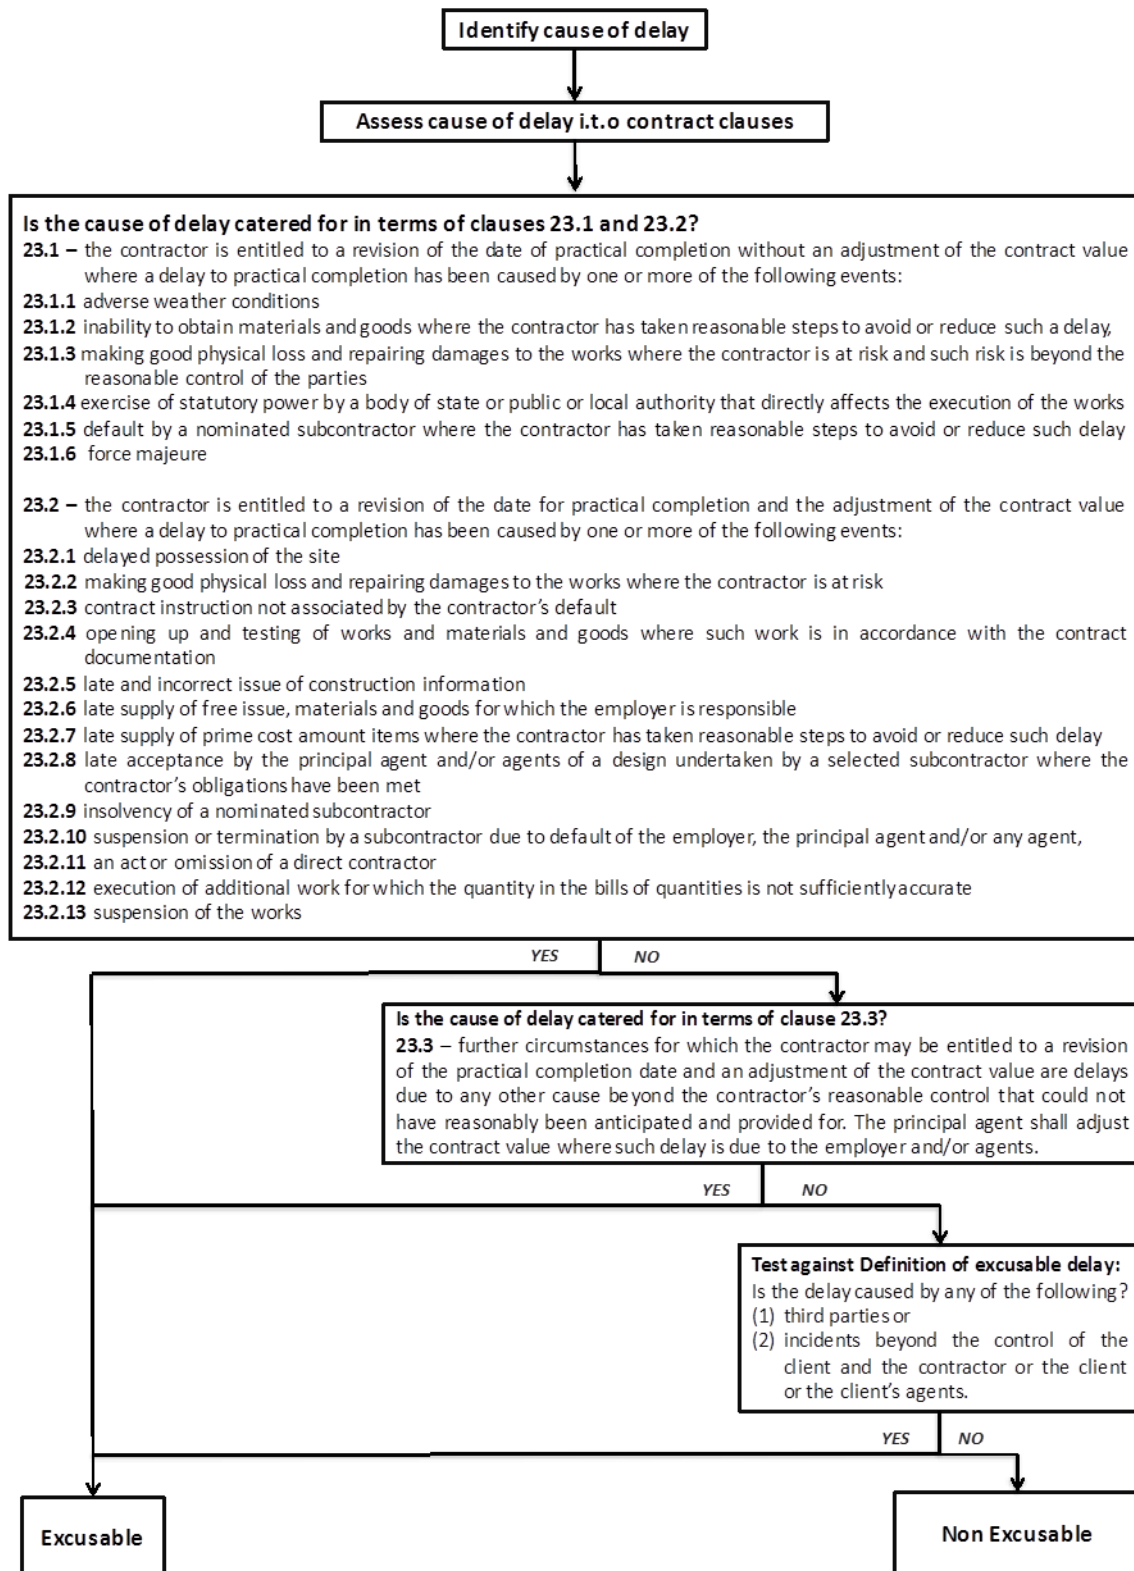 Identify cause of delay
Assess cause of delay i.t.o contract clauses
Is the cause of delay catered for in terms of clauses 23.1 and 23.2?
23.1 – the contractor is entitled to a revision of the date of practical completion without an adjustment of the contract value
where a delay to practical completion has been caused by one or more of the following events:
23.1.1 adverse weather conditions
23.1.2 inability to obtain materials and goods where the contractor has taken reasonable steps to avoid or reduce such a delay,
23.1.3 making good physical loss and repairing damages to the works where the contractor is at risk and such risk is beyond the
reasonable control of the parties
23.1.4 exercise of statutory power by a body of state or public or local authority that directly affects the execution of the works
23.1.5 default by a nominated subcontractor where the contractor has taken reasonable steps to avoid or reduce such delay
23.1.6 force majeure
23.2 – the contractor is entitled to a revision of the date for practical completion and the adjustment of the contract value
where a delay to practical completion has been caused by one or more of the following events:
23.2.1 delayed possession of the site
23.2.2 making good physical loss and repairing damages to the works where the contractor is at risk
23.2.3 contract instruction not associated by the contractor's default
23.2.4 opening up and testing of works and materials and goods where such work is in accordance with the contract
documentation
23.2.5 late and incorrect issue of construction information
23.2.6 late supply of free issue, materials and goods for which the employer is responsible
23.2.7 late supply of prime cost amount items where the contractor has taken reasonable steps to avoid or reduce such delay
23.2.8 late acceptance by the principal agent and/or agents of a design undertaken by a selected subcontractor where the
contractor's obligations have been met
23.2.9 insolvency of a nominated subcontractor
23.2.10 suspension or termination by a subcontractor due to default of the employer, the principal agent and/or any agent,
23.2.11 an act or omission of a direct contractor
23.2.12 execution of additional work for which the quantity in the bills of quantities is not sufficiently accurate
23.2.13 suspension of the works
YES NO
Is the cause of delay catered for in terms of clause 23.3?
23.3 – further circumstances for which the contractor may be entitled to a revision
of the practical completion date and an adjustment of the contract value are delays
due to any other cause beyond the contractor's reasonable control that could not
have reasonably been anticipated and provided for. The principal agent shall adjust
the contract value where such delay is due to the employer and/or agents.
YES NO
Test against Definition of excusable delay:
Is the delay caused by any of the following?
(1) third parties or
(2) incidents beyond the control of the
client and the contractor or the client
or the client's agents.
YES NO
Excusable
Non Excusable